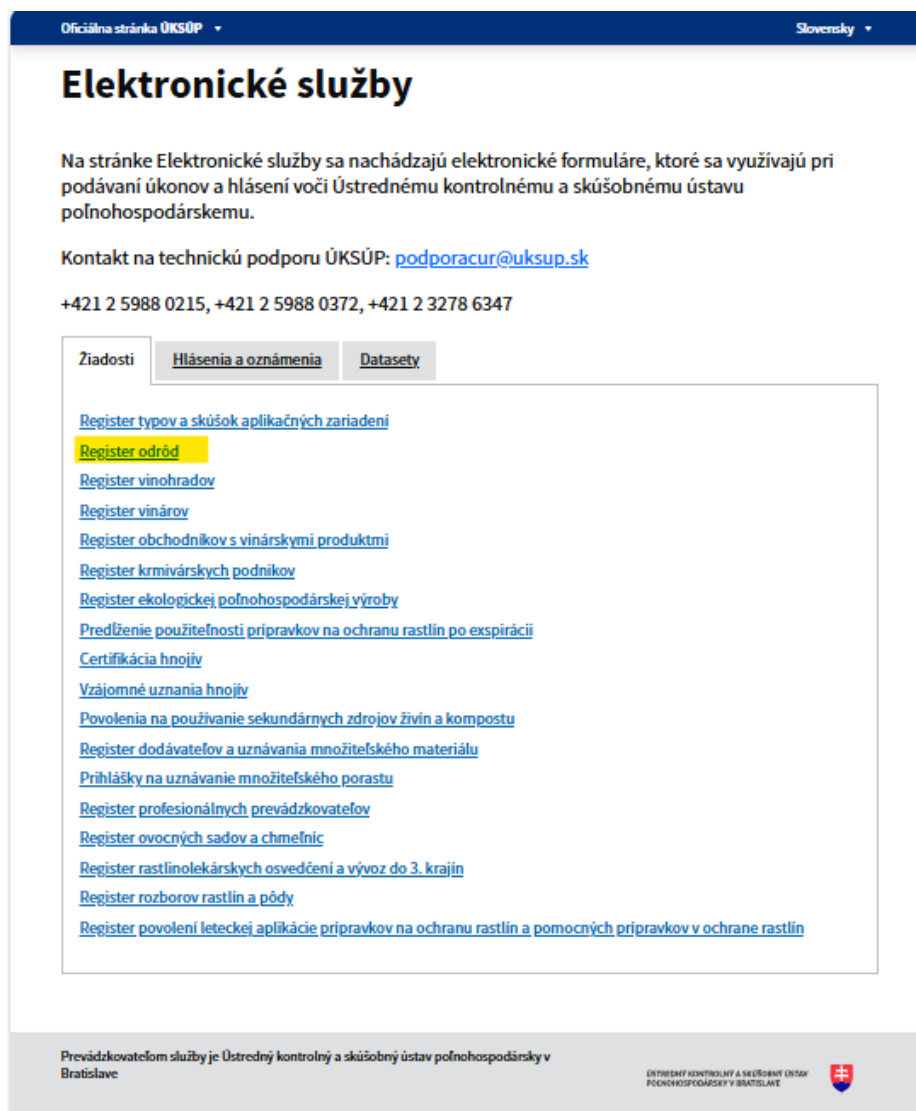 Oficiálna stránka ÚKSÚP
Slovensky
Elektronické služby
Na stránke Elektronické služby sa nachádzajú elektronické formuláre, ktoré sa využívajú pri
podávaní úkonov a hlásení voči Ústrednému kontrolnému a skúšobnému ústavu
poľnohospodárskemu.
Kontakt na technickú podporu ÚKSÚP: podporacur@uksup.sk
+421 2 5988 0215, +421 2 5988 0372, +421 2 3278 6347
Žiadosti
Hlásenia a oznámenia
Datasety
Register typov a skúšok aplikačných zariadení
Register odrôd
Register vinohradov
Register vinárov
Register obchodníkov s vinárskymi produktmi
Register krmivárskych podnikov
Register ekologickej poľnohospodárskej výroby
Predĺženie použiteľnosti prípravkov na ochranu rastlín po exspirácii
Certifikácia hnojív
Vzájomné uznania hnojív
Povolenia na používanie sekundárnych zdrojov živín a kompostu
Register dodávateľov a uznávania množiteľského materiálu
Prihlášky na uznávanie množiteľského porastu
Register profesionálnych prevádzkovateľov
Register ovocných sadov a chmeľníc
Register rastlinolekárskych osvedčení a vývoz do 3. krajín
Register rozborov rastlín a pôdy
Register povolení leteckej aplikácie prípravkov na ochranu rastlín a pomocných prípravkov v ochrane rastlín
Prevádzkovateľom služby je Ústredný kontrolný a skúšobný ústav poľnohospodársky v
Bratislave
ÚSTREDNÝ KONTROLNÝ A SKÚŠOBNÝ ÚSTAV
POĽNOHOSPODÁRSKY V BRATISLAVE